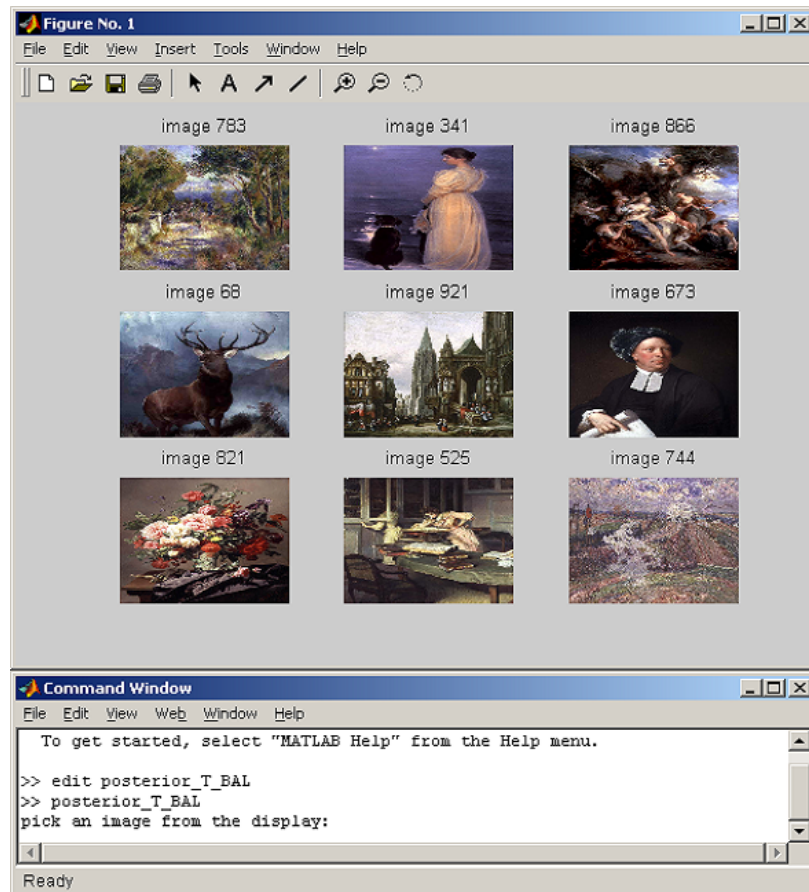 Figure No. 1
File Edit View Insert Tools Window Help
A
image 783 image 341 image 866
image 68 image 921 image 673
image 821 image 525 image 744
Command Window
File Edit View Web Window Help
To get started, select "MATLAB Help" from the Help menu.
>> edit posterior_T_BAL
>> posterior_T_BAL
pick an image from the display:
Ready